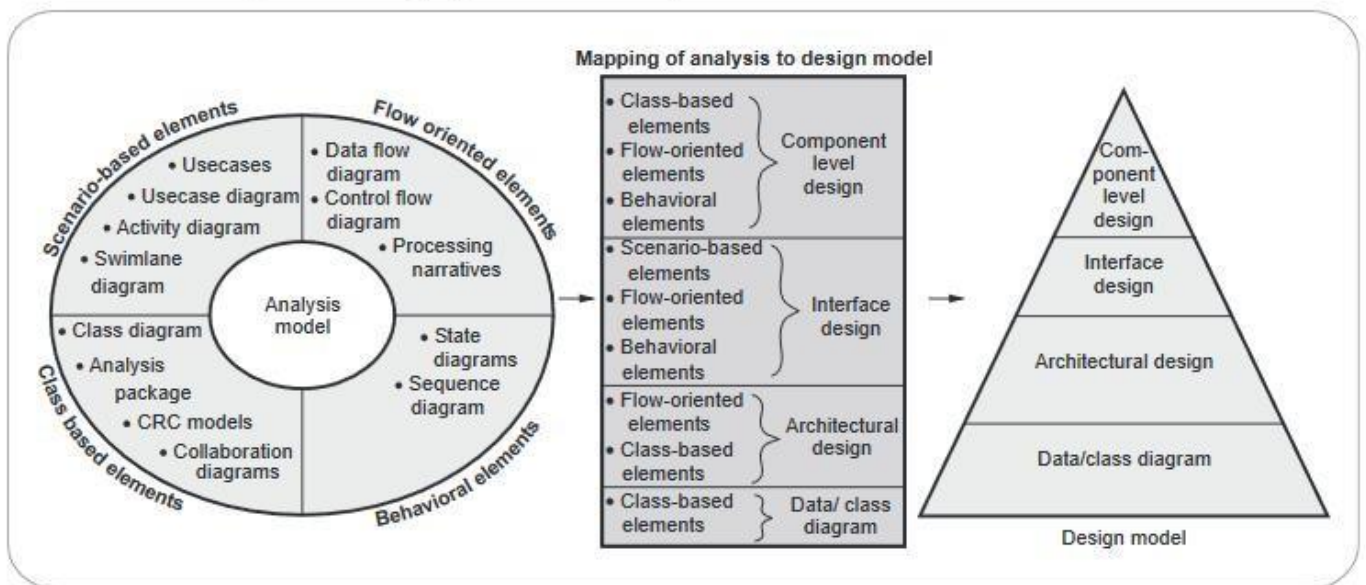 Scenario-based elements
• Usecases
• Usecase diagram
• Activity diagram
• Swimlane
diagram
Flow oriented elements
• Data flow
diagram
• Control flow
diagram
• Processing
narratives
Analysis
model
• Class diagram
• Analysis
package
• CRC models
• Collaboration
diagrams
Class based elements
• State
diagrams
• Sequence
diagram
Behavioral elements
Mapping of analysis to design model
• Class-based
elements
• Flow-oriented
elements
• Behavioral
elements
Component
level
design
• Scenario-based
elements
• Flow-oriented
elements
• Behavioral
elements
Interface
design
• Flow-oriented
elements
• Class-based
elements
Architectural
design
• Class-based
elements
Data/ class
diagram
Com-
ponent
level
design
Interface
design
Architectural design
Data/class diagram
Design model